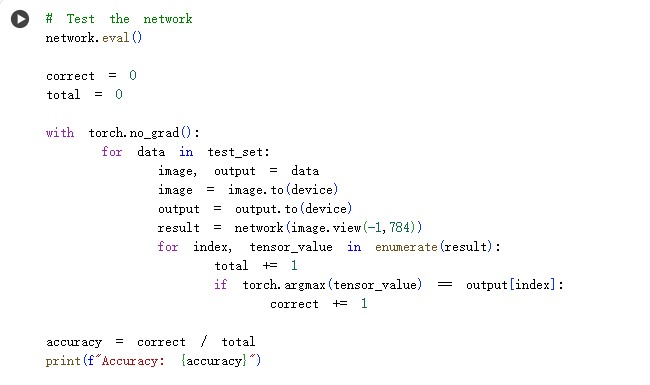 # Test the network
network.eval()
correct = 0
total = 0
with torch.no_grad():
for data in test_set:
image, output = data
image = image.to(device)
output = output.to(device)
result = network(image.view(-1,784))
for index, tensor_value in enumerate(result):
total += 1
if torch.argmax(tensor_value) == output[index]:
correct += 1
accuracy = correct / total
print(f"Accuracy: {accuracy}")